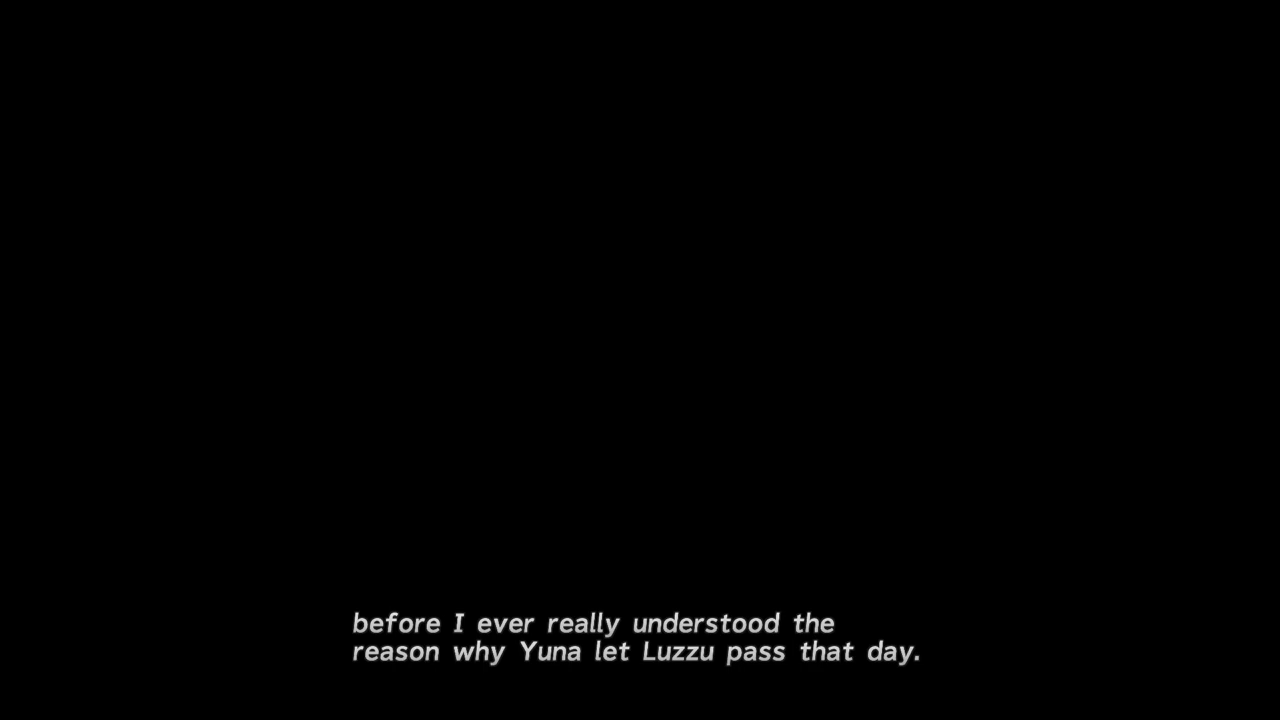 before I ever really understood the
reason why Yuna let Luzzu pass that day.